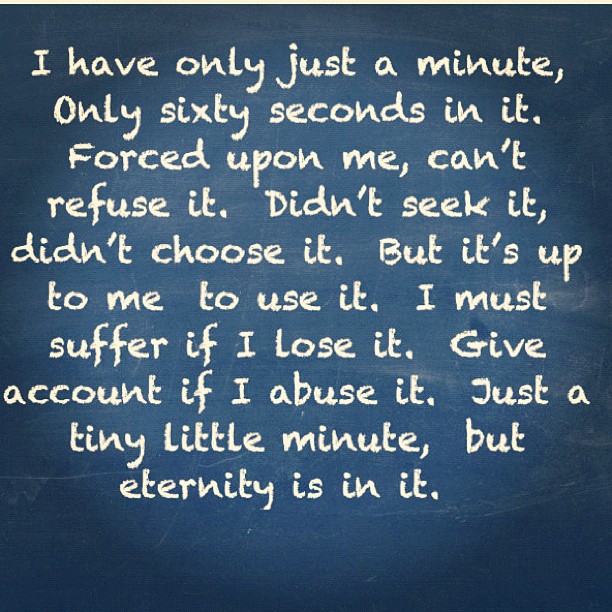 I have only just a minute,
Only sixty seconds in it.
Forced upon me, can't
refuse it. Didn't seek it,
didn't choose it. But it's up
to me to use it. I must
suffer if I lose it. Give
account if I abuse it. Just a
tiny little minute, but
eternity is in it.